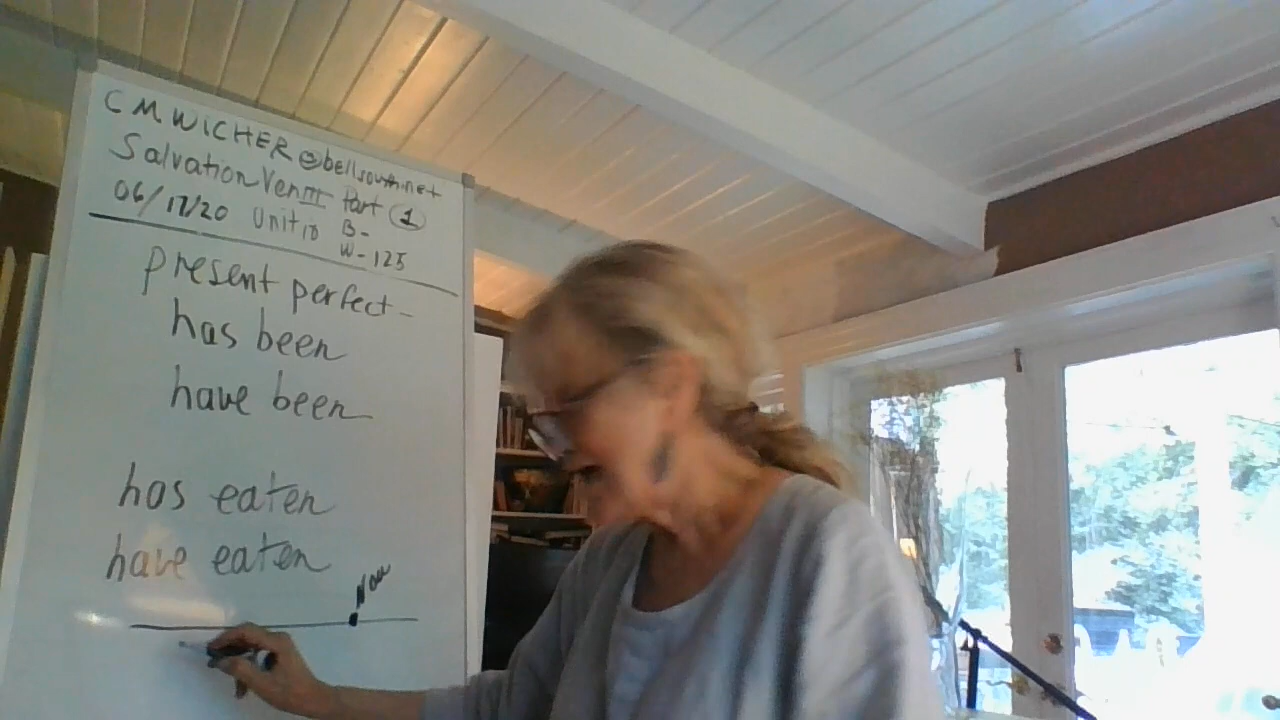 CMWICHER@bellsouth.net
Salvation Ven III Part 1
06/17/20 Unit 10 B-
W-125
present perfect-
has been
have been
has eaten
have eaten
Now